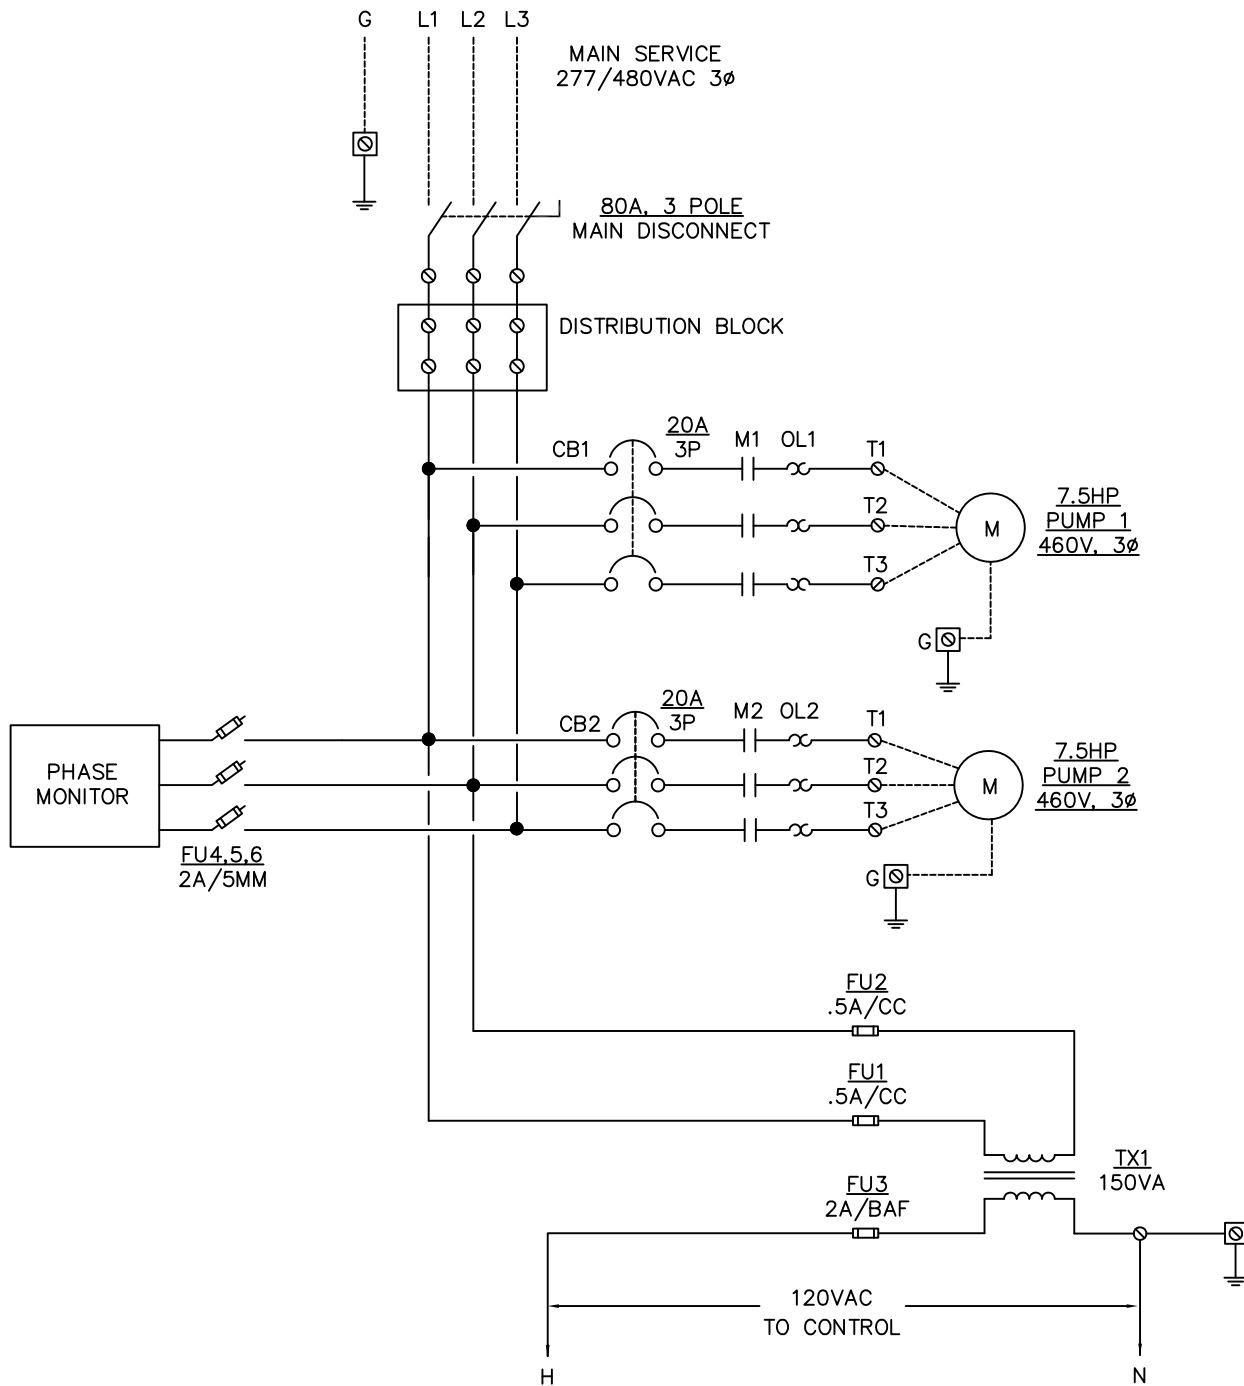 G
L1
L2
L3
MAIN SERVICE
277/480VAC 3ø
80A, 3 POLE
MAIN DISCONNECT
DISTRIBUTION BLOCK
CB1
20A
3P
M1
OL1
T1
T2
T3
M
7.5HP
PUMP 1
460V, 3ø
G
CB2
20A
3P
M2
OL2
T1
T2
T3
M
7.5HP
PUMP 2
460V, 3ø
G
PHASE
MONITOR
FU4,5,6
2A/5MM
FU2
.5A/CC
FU1
.5A/CC
TX1
150VA
FU3
2A/BAF
120VAC
TO CONTROL
H
N